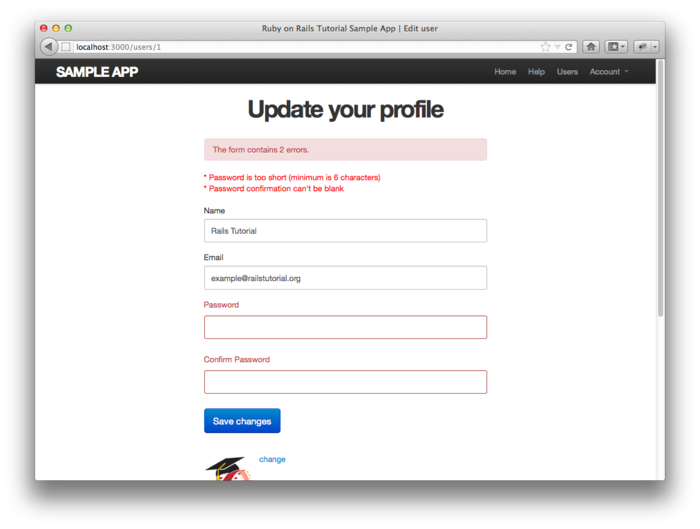 Ruby on Rails Tutorial Sample App | Edit user
localhost:3000/users/1
SAMPLE APP
Home Help Users Account
Update your profile
The form contains 2 errors.
* Password is too short (minimum is 6 characters)
* Password confirmation can't be blank
Name
Rails Tutorial
Email
example@railstutorial.org
Password
Confirm Password
Save changes
change